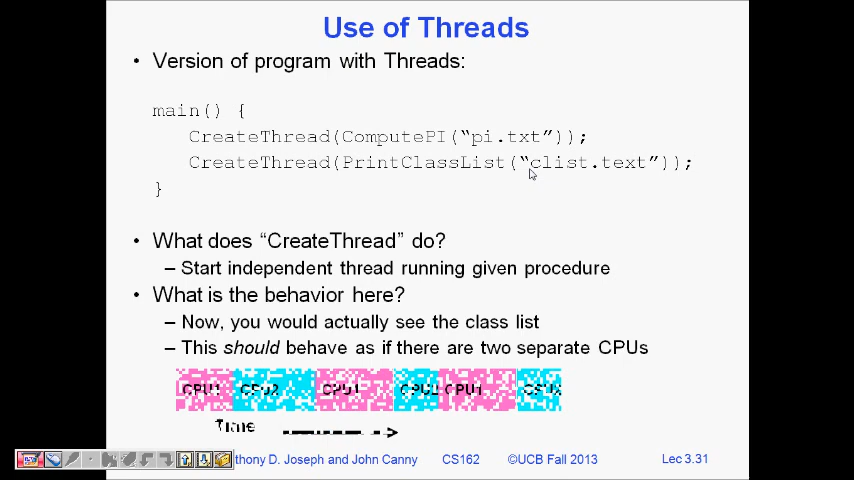 Use of Threads
• Version of program with Threads:
main() {
CreateThread(ComputePI(“pi.txt”));
CreateThread(PrintClassList(“clist.text”));
}
• What does “CreateThread” do?
– Start independent thread running given procedure
• What is the behavior here?
– Now, you would actually see the class list
– This should behave as if there are two separate CPUs
CPU1 CPU2 CPU1 CPU2 CPU1 CPU2
Time
thony D. Joseph and John Canny CS162 ©UCB Fall 2013 Lec 3.31